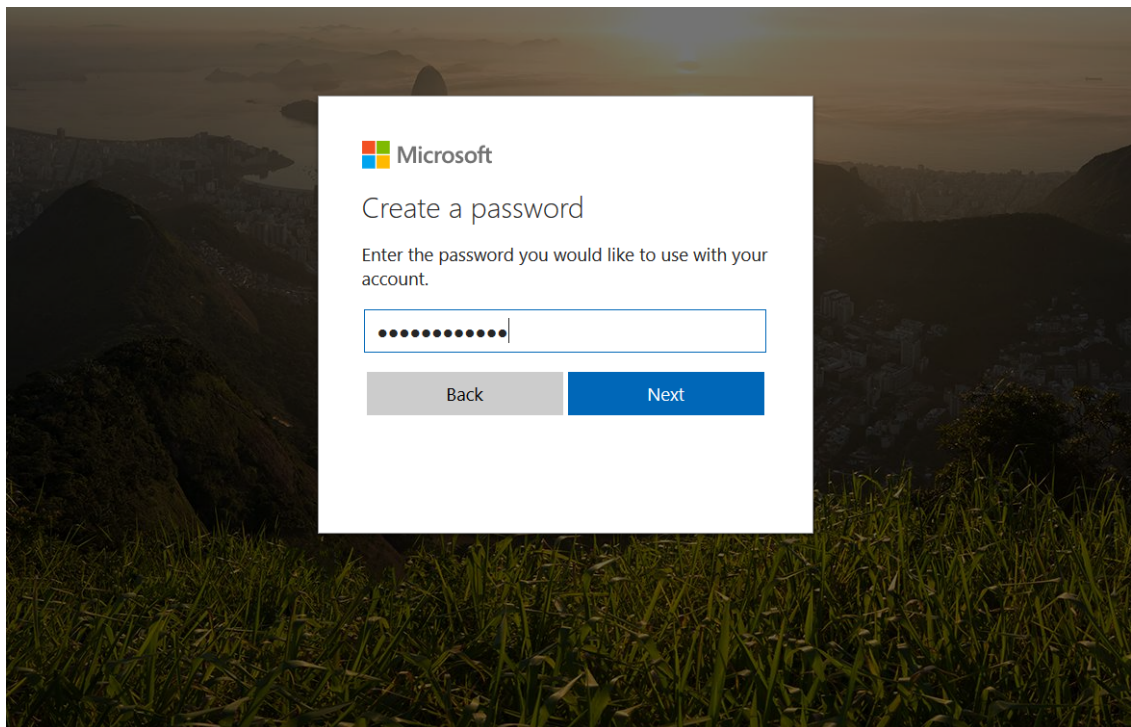 Microsoft
Create a password
Enter the password you would like to use with your
account.
●●●●●●●●●●●●
Back
Next